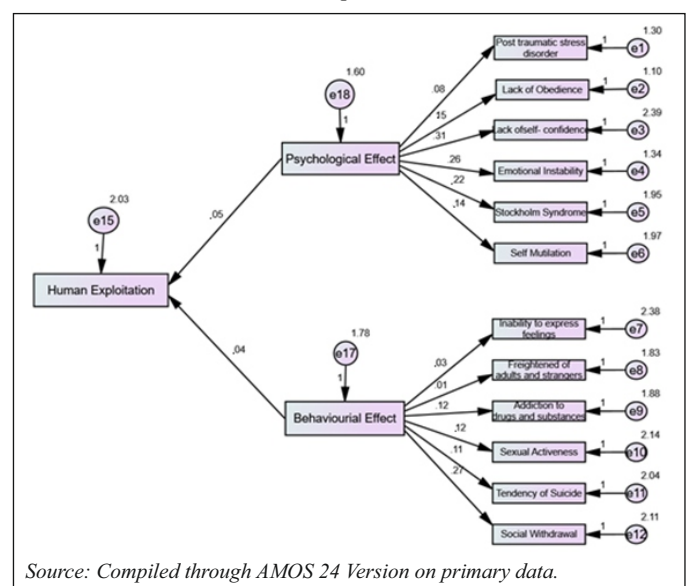 1.30
Post traumatic stress
disorder
1
e1
1.60
1.10
e18
.08
Lack of Obedience
1
e2
1
.15
2.39
.31
Lack ofself- confidence
1
e3
Psychological Effect
1.34
.26
Emotional Instability
1
e4
.22
1.95
2.03
.14
Stockholm Syndrome
1
e5
e15
.05
1.97
1
Self Mutilation
1
e6
Human Exploitation
2.38
Inability to express
feelings
1
e7
1.78
.04
1.83
e17
.03
Freightened of
adults and strangers
1
e8
1
.01
1.88
.12
Addiction to
drugs and substances
1
e9
Behaviourial Effect
2.14
.12
Sexual Activeness
1
e10
.11
2.04
.27
Tendency of Suicide
1
e11
2.11
Social Withdrawal
1
e12
Source: Compiled through AMOS 24 Version on primary data.